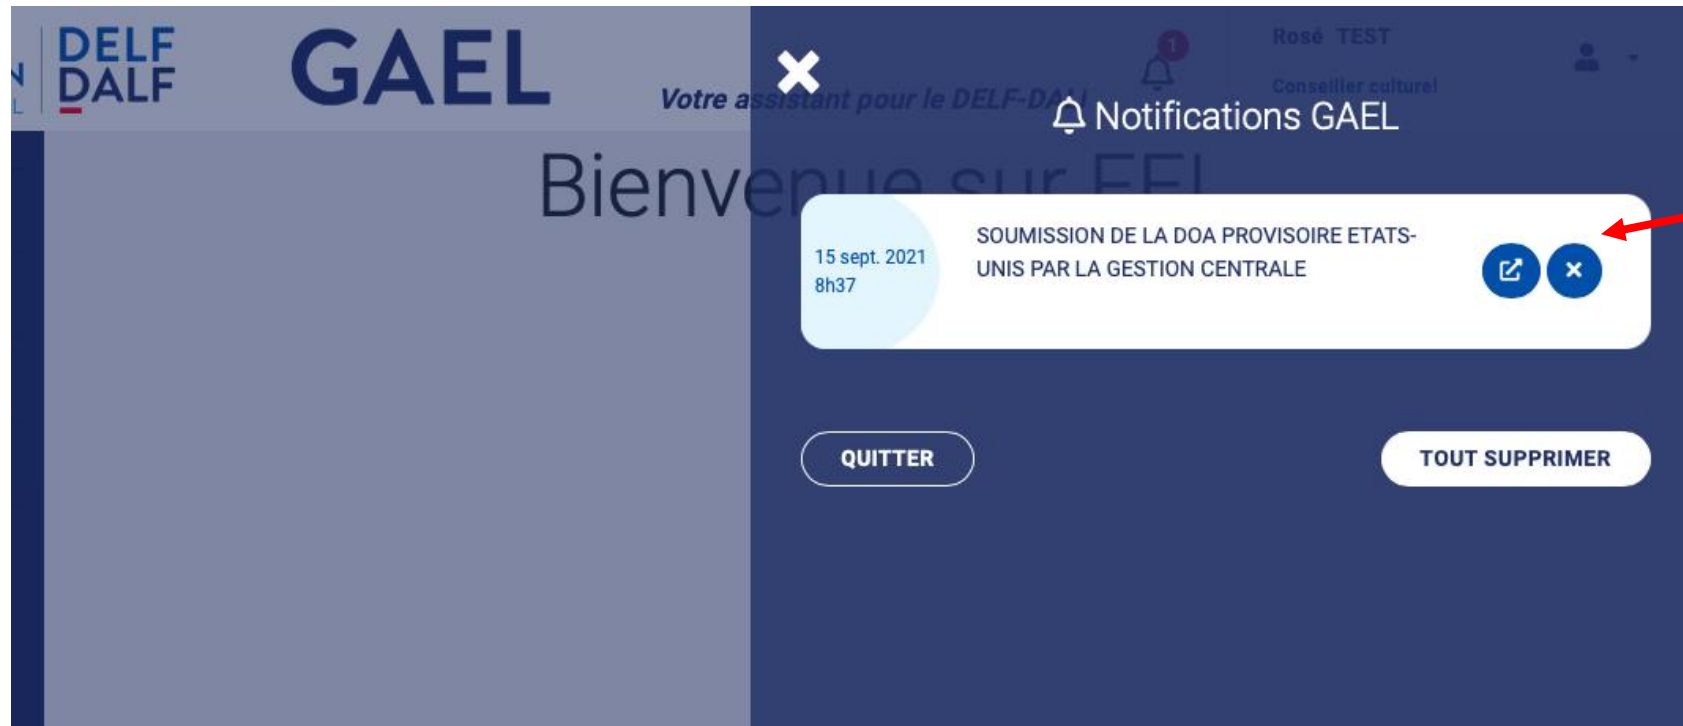 DELF
DALF
GAEL
Votre assistant pour le DELF-DALF
1
Rosé TEST
Conseiller culturel
Notifications GAEL
Bienvenue sur FEI
15 sept. 2021
8h37
SOUMISSION DE LA DOA PROVISOIRE ETATS-
UNIS PAR LA GESTION CENTRALE
QUITTER
TOUT SUPPRIMER